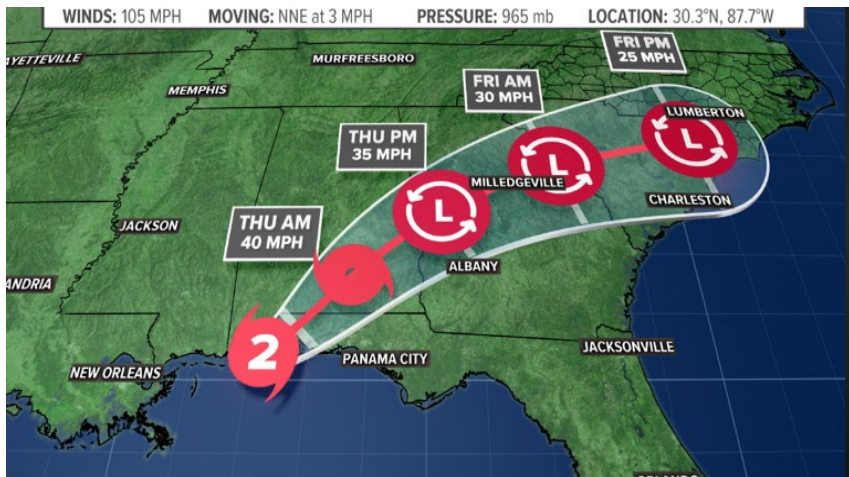 WINDS: 105 MPH MOVING: NNE at 3 MPH PRESSURE: 965 mb LOCATION: 30.3°N, 87.7°W
FRI PM
25 MPH
AYETTEVILLE
MURFREESBORO
FRI AM
30 MPH
MEMPHIS
LUMBERTON
THU PM
35 MPH
L
L
MILLEDGEVILLE
L
CHARLESTON
THU AM
40 MPH
JACKSON
ALBANY
ANDRIA
2
PANAMA CITY
JACKSONVILLE
NEW ORLEANS
ORLANDO